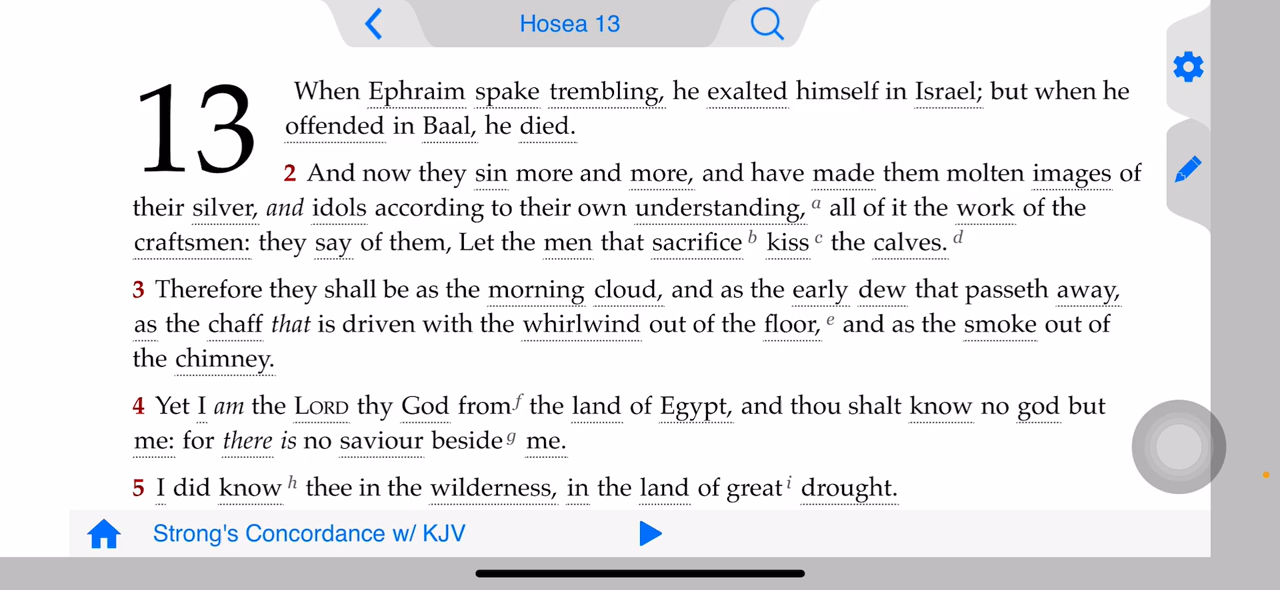 Hosea 13
13 When Ephraim spake trembling, he exalted himself in Israel; but when he
offended in Baal, he died.
2 And now they sin more and more, and have made them molten images of
their silver, and idols according to their own understanding, a all of it the work of the
craftsmen: they say of them, Let the men that sacrifice b kiss c the calves. d
3 Therefore they shall be as the morning cloud, and as the early dew that passeth away,
as the chaff that is driven with the whirlwind out of the floor, e and as the smoke out of
the chimney.
4 Yet I am the LORD thy God from f the land of Egypt, and thou shalt know no god but
me: for there is no saviour beside g me.
5 I did know h thee in the wilderness, in the land of great i drought.
Strong's Concordance w/ KJV